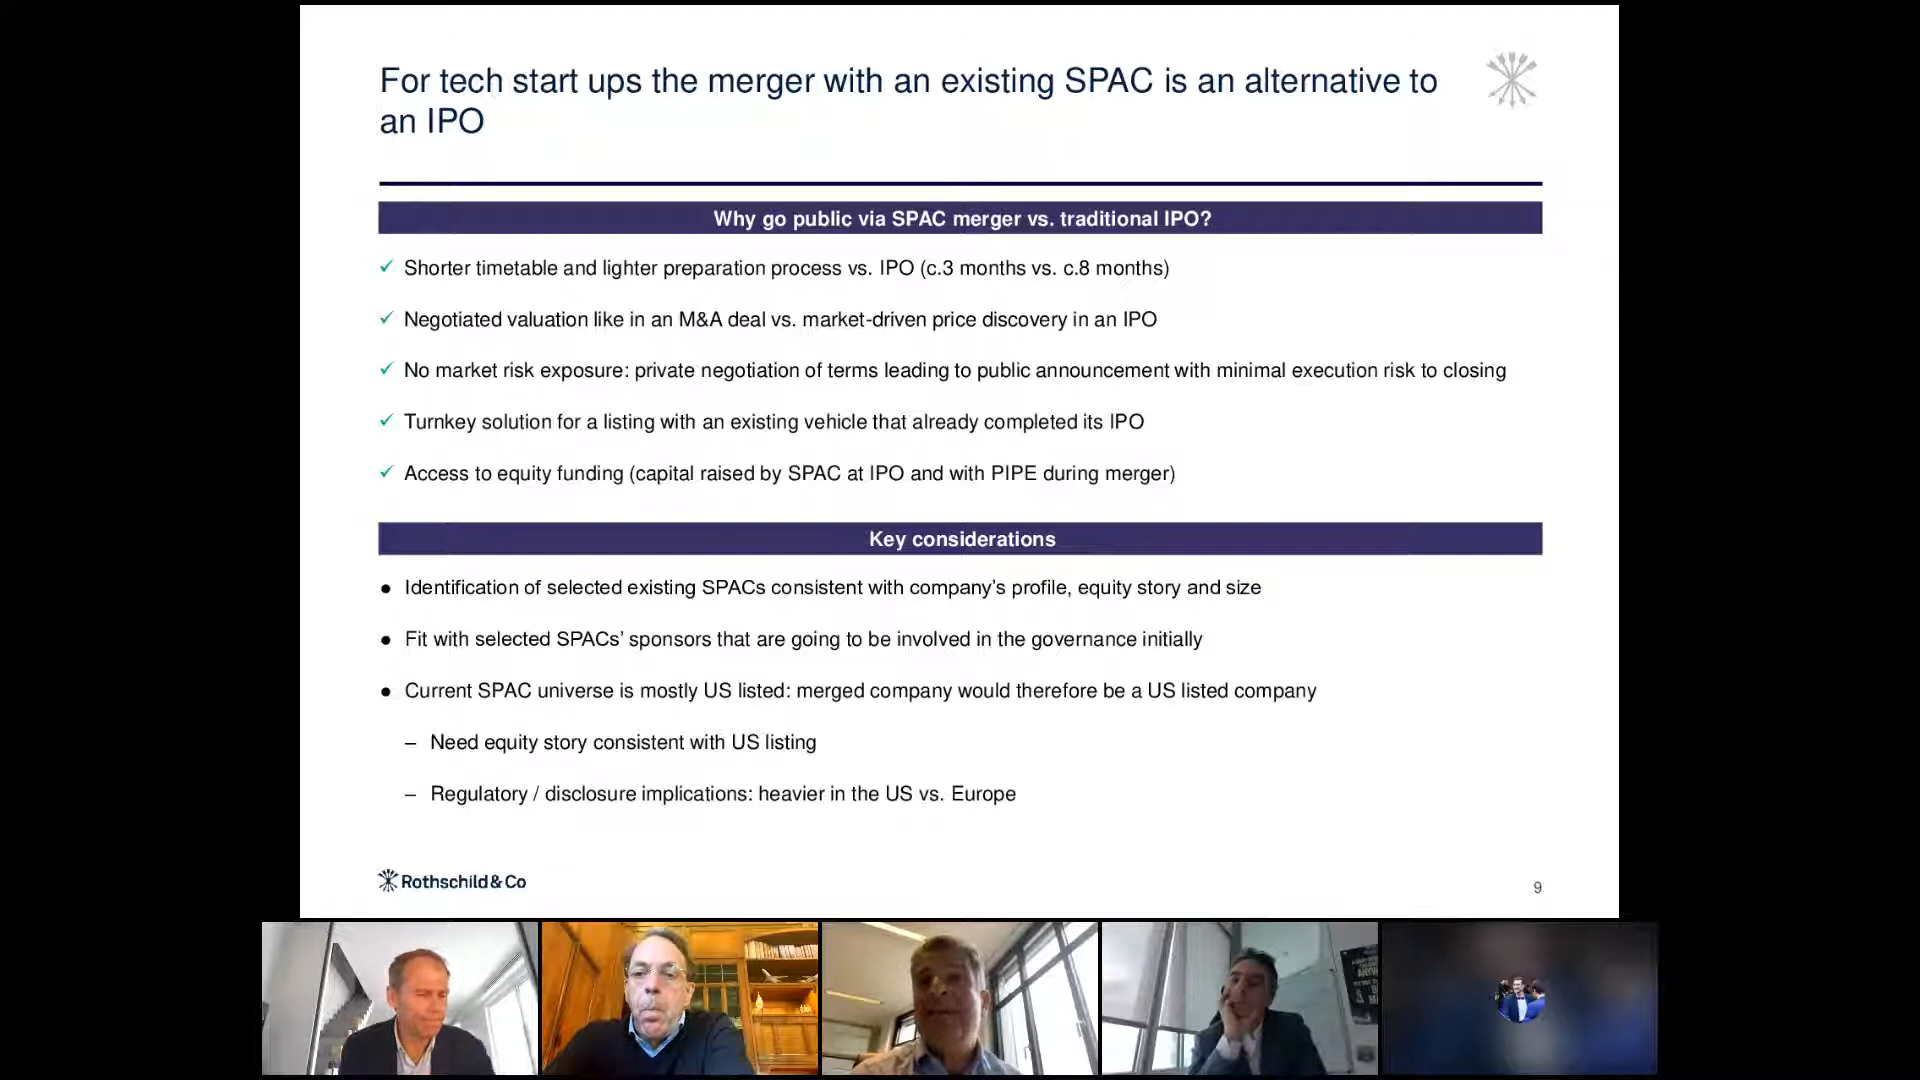 For tech start ups the merger with an existing SPAC is an alternative to
an IPO
Why go public via SPAC merger vs. traditional IPO?
✓ Shorter timetable and lighter preparation process vs. IPO (c.3 months vs. c.8 months)
✓ Negotiated valuation like in an M&A deal vs. market-driven price discovery in an IPO
✓ No market risk exposure: private negotiation of terms leading to public announcement with minimal execution risk to closing
✓ Turnkey solution for a listing with an existing vehicle that already completed its IPO
✓ Access to equity funding (capital raised by SPAC at IPO and with PIPE during merger)
Key considerations
● Identification of selected existing SPACs consistent with company’s profile, equity story and size
● Fit with selected SPACs’ sponsors that are going to be involved in the governance initially
● Current SPAC universe is mostly US listed: merged company would therefore be a US listed company
– Need equity story consistent with US listing
– Regulatory / disclosure implications: heavier in the US vs. Europe
Rothschild & Co
9